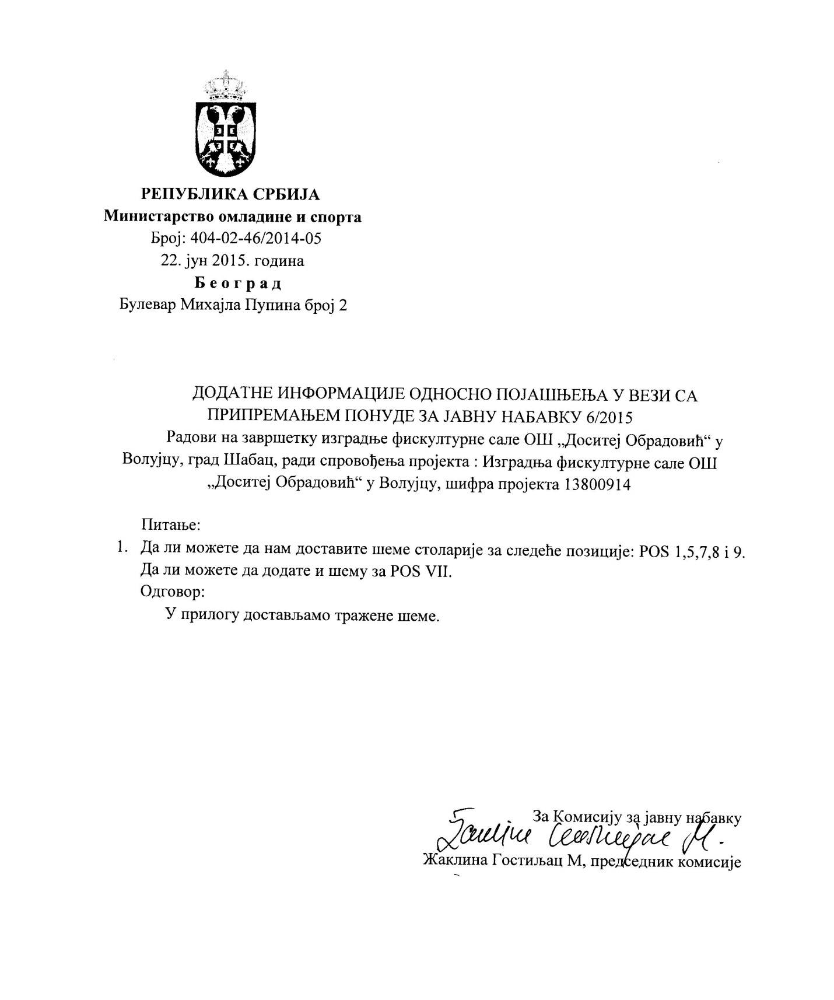 РЕПУБЛИКА СРБИЈА
Министарство омладине и спорта
Број: 404-02-46/2014-05
22. јун 2015. година
Б е о г р а д
Булевар Михајла Пупина број 2
ДОДАТНЕ ИНФОРМАЦИЈЕ ОДНОСНО ПОЈАШЊЕЊА У ВЕЗИ СА
ПРИПРЕМАЊЕМ ПОНУДЕ ЗА ЈАВНУ НАБАВКУ 6/2015
Радови на завршетку изградње фискултурне сале ОШ „Доситеј Обрадовић“ у
Волујцу, град Шабац, ради спровођења пројекта : Изградња фискултурне сале ОШ
„Доситеј Обрадовић“ у Волујцу, шифра пројекта 13800914
Питање:
1. Да ли можете да нам доставите шеме столарије за следеће позиције: POS 1,5,7,8 i 9.
Да ли можете да додате и шему за POS VII.
Одговор:
У прилогу достављамо тражене шеме.
За Комисију за јавну набавку
Жаклина Гостиљац М, председник комисије